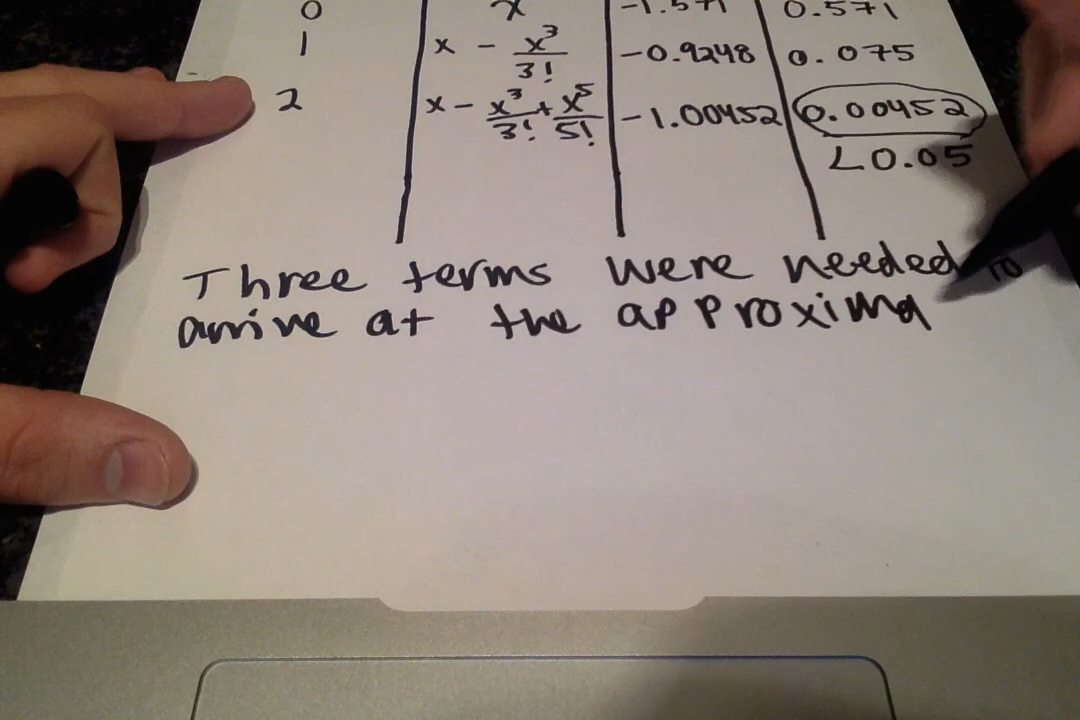 0 x -1.571 0.571
1 x - x³/3! -0.9248 0.075
2 x - x³/3! + x⁵/5! -1.00452 0.00452
<0.05
Three terms were needed to
arrive at the approxima